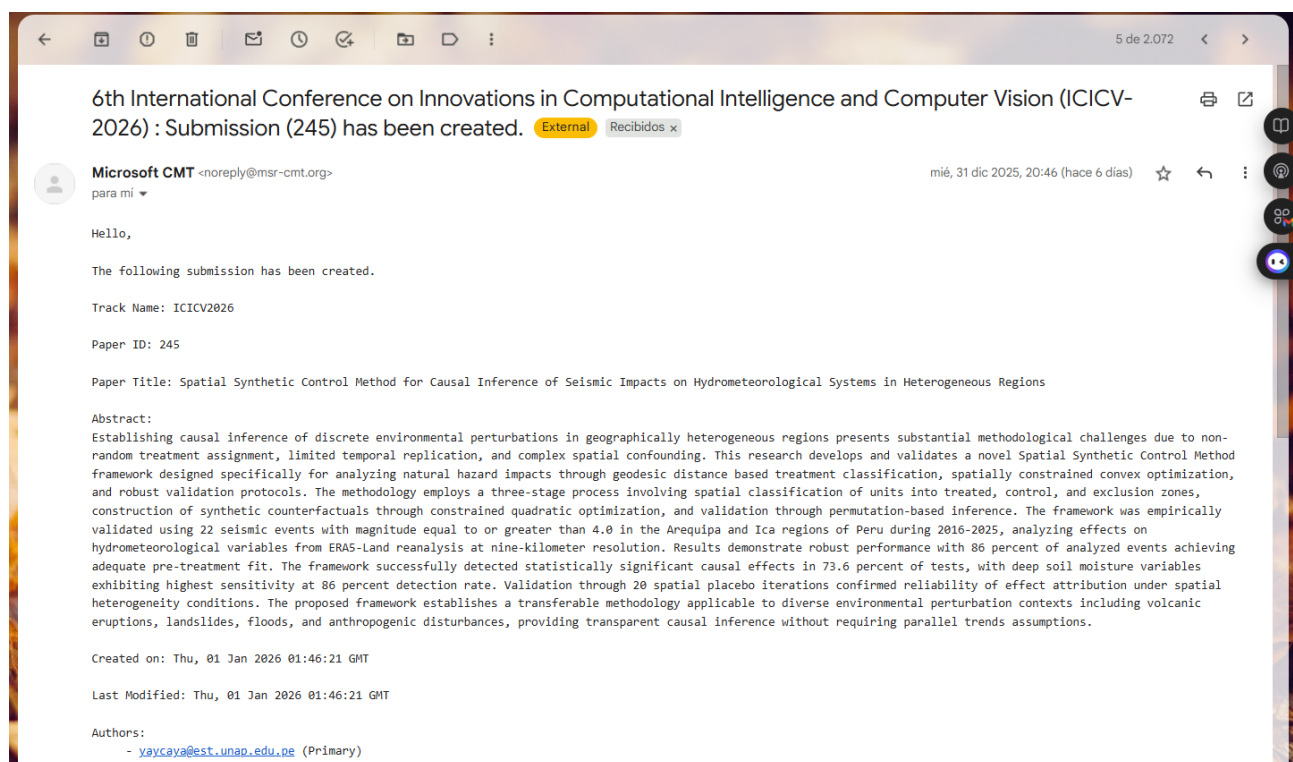 5 de 2.072
6th International Conference on Innovations in Computational Intelligence and Computer Vision (ICICV-
2026) : Submission (245) has been created. External Recibidos x
Microsoft CMT <noreply@msr-cmt.org>
mié, 31 dic 2025, 20:46 (hace 6 días)
para mí
Hello,
The following submission has been created.
Track Name: ICICV2026
Paper ID: 245
Paper Title: Spatial Synthetic Control Method for Causal Inference of Seismic Impacts on Hydrometeorological Systems in Heterogeneous Regions
Abstract:
Establishing causal inference of discrete environmental perturbations in geographically heterogeneous regions presents substantial methodological challenges due to non-
random treatment assignment, limited temporal replication, and complex spatial confounding. This research develops and validates a novel Spatial Synthetic Control Method
framework designed specifically for analyzing natural hazard impacts through geodesic distance based treatment classification, spatially constrained convex optimization,
and robust validation protocols. The methodology employs a three-stage process involving spatial classification of units into treated, control, and exclusion zones,
construction of synthetic counterfactuals through constrained quadratic optimization, and validation through permutation-based inference. The framework was empirically
validated using 22 seismic events with magnitude equal to or greater than 4.0 in the Arequipa and Ica regions of Peru during 2016-2025, analyzing effects on
hydrometeorological variables from ERA5-Land reanalysis at nine-kilometer resolution. Results demonstrate robust performance with 86 percent of analyzed events achieving
adequate pre-treatment fit. The framework successfully detected statistically significant causal effects in 73.6 percent of tests, with deep soil moisture variables
exhibiting highest sensitivity at 86 percent detection rate. Validation through 20 spatial placebo iterations confirmed reliability of effect attribution under spatial
heterogeneity conditions. The proposed framework establishes a transferable methodology applicable to diverse environmental perturbation contexts including volcanic
eruptions, landslides, floods, and anthropogenic disturbances, providing transparent causal inference without requiring parallel trends assumptions.
Created on: Thu, 01 Jan 2026 01:46:21 GMT
Last Modified: Thu, 01 Jan 2026 01:46:21 GMT
Authors:
- yaycaya@est.unap.edu.pe (Primary)